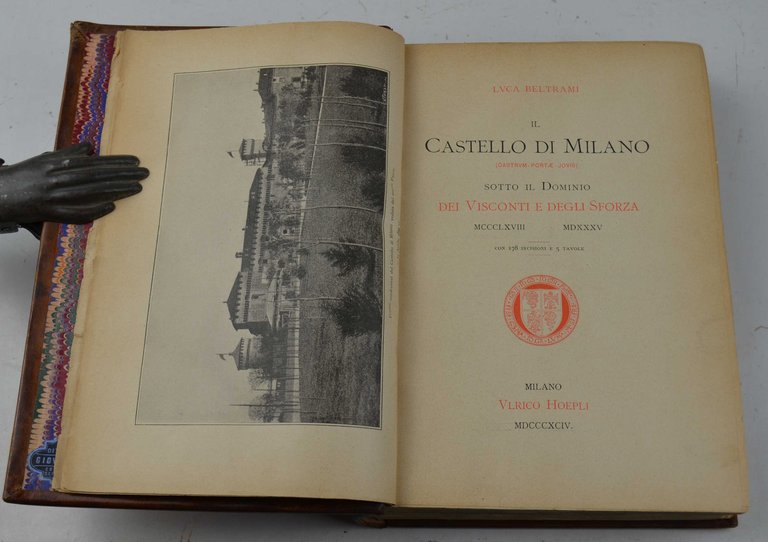 LVCA BELTRAMI
IL
CASTELLO DI MILANO
(CASTRVM-PORTÆ-JOVIS)
SOTTO IL DOMINIO
DEI VISCONTI E DEGLI SFORZA
MCCCLXVIII MDXXXV
CON 178 INCISIONI E 5 TAVOLE
MILANO
VLRICO HOEPLI
MDCCCXCIV.